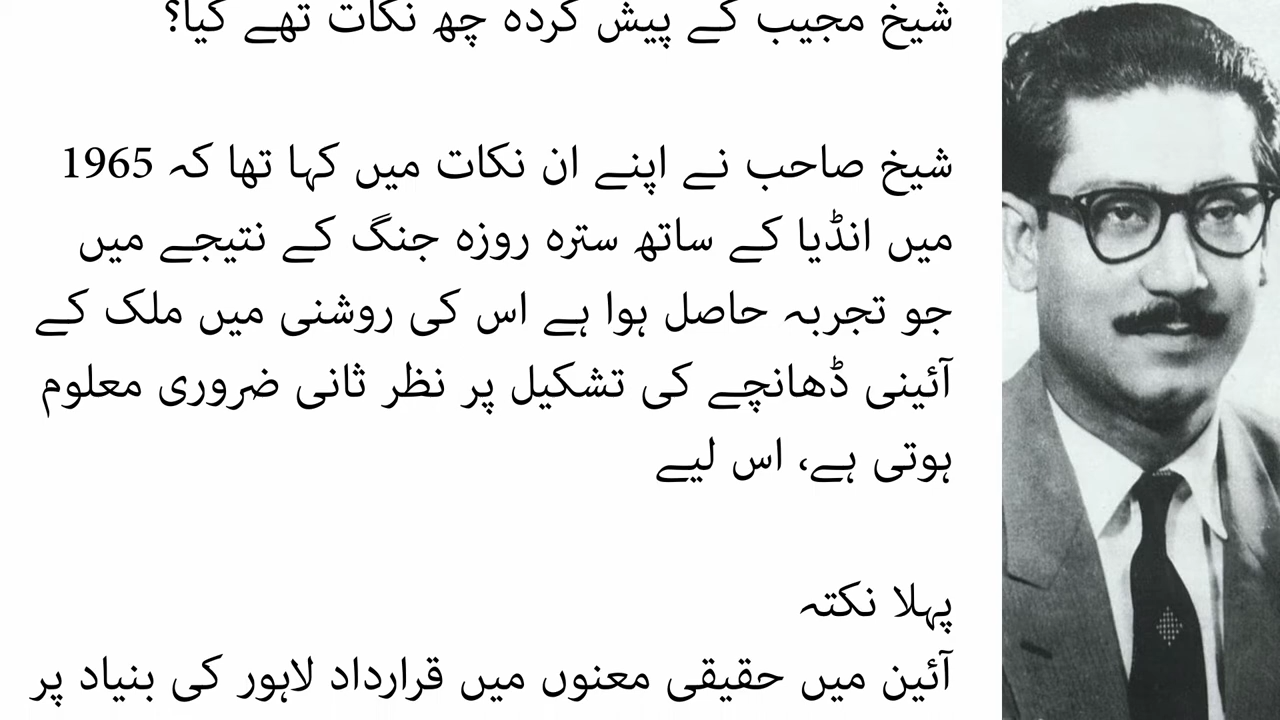 شیخ مجیب کے پیش کردہ چھ نکات تھے کیا؟
شیخ صاحب نے اپنے ان نکات میں کہا تھا کہ 1965
میں انڈیا کے ساتھ سترہ روزہ جنگ کے نتیجے میں
جو تجربہ حاصل ہوا ہے اس کی روشنی میں ملک کے
آئینی ڈھانچے کی تشکیل پر نظر ثانی ضروری معلوم
ہوتی ہے، اس لیے
پہلا نکتہ
آئین میں حقیقی معنوں میں قرارداد لاہور کی بنیاد پر